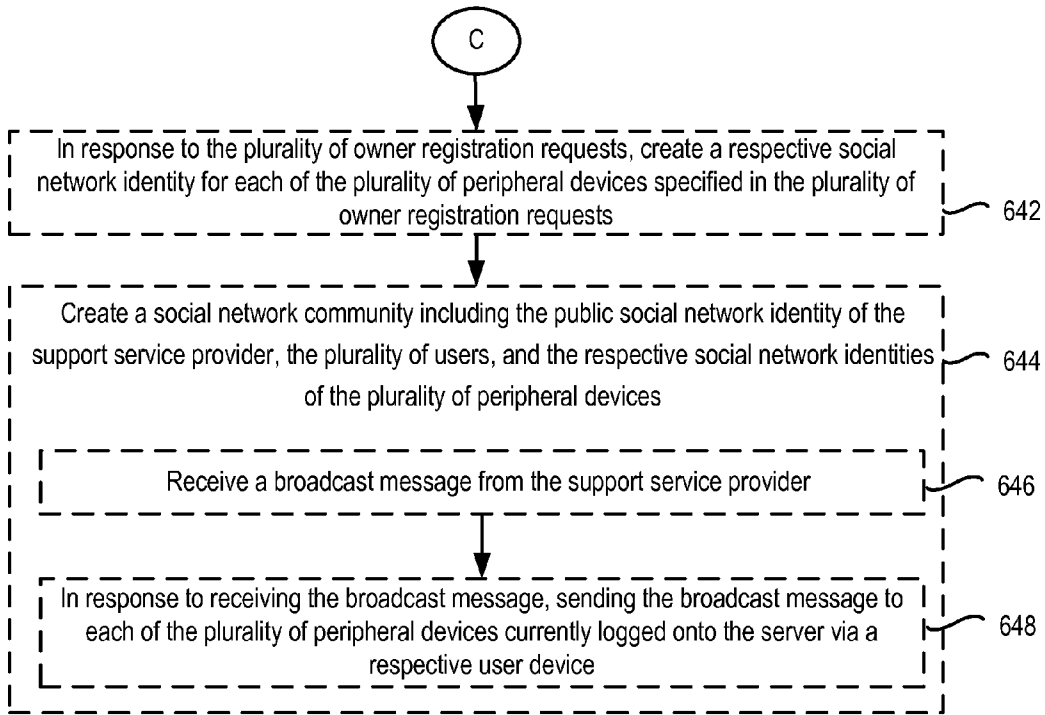 C
In response to the plurality of owner registration requests, create a respective social
network identity for each of the plurality of peripheral devices specified in the plurality of
owner registration requests
642
Create a social network community including the public social network identity of the
support service provider, the plurality of users, and the respective social network identities
of the plurality of peripheral devices
644
Receive a broadcast message from the support service provider
646
In response to receiving the broadcast message, sending the broadcast message to
each of the plurality of peripheral devices currently logged onto the server via a
respective user device
648